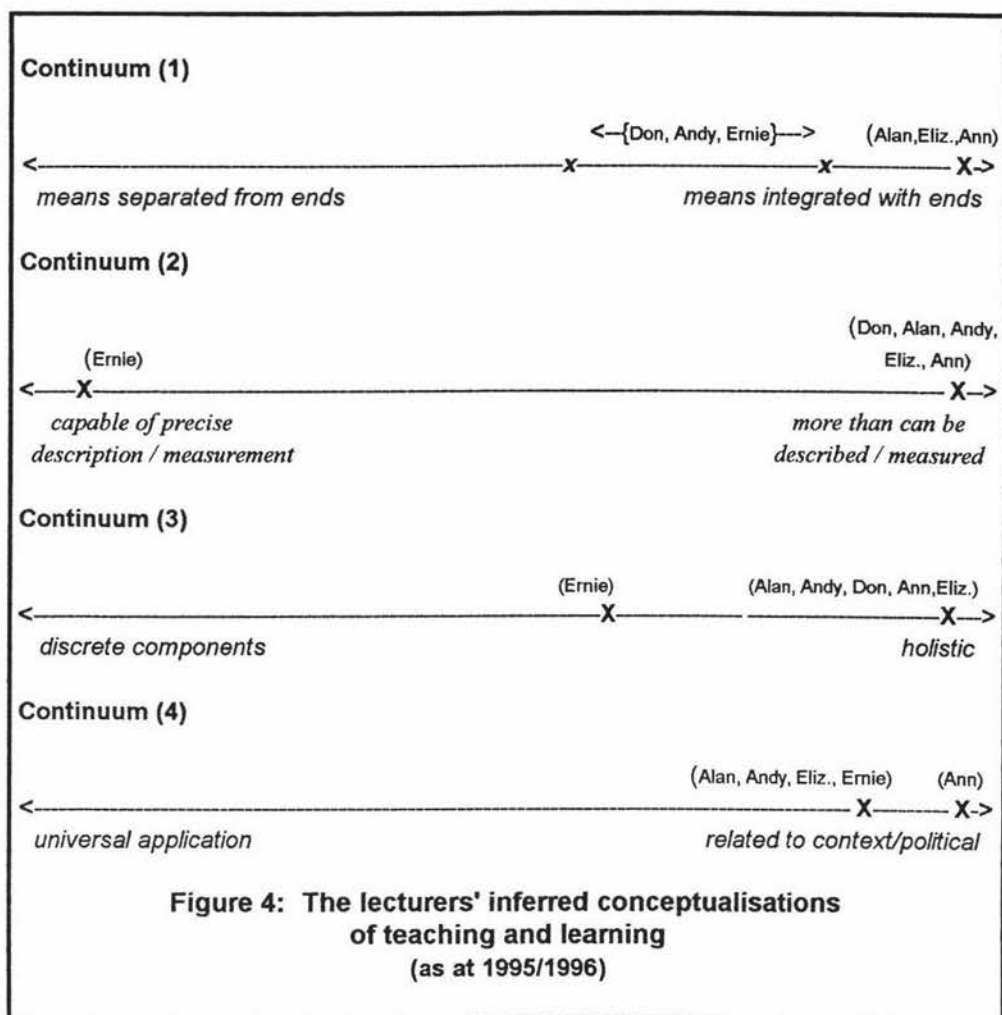 Continuum (1)
<--{Don, Andy, Ernie}---> (Alan,Eliz.,Ann)
<---x---x---X->
means separated from ends means integrated with ends
Continuum (2)
(Don, Alan, Andy,
(Ernie) Eliz., Ann)
<---X---X-->
capable of precise more than can be
description / measurement described / measured
Continuum (3)
(Ernie) (Alan, Andy, Don, Ann,Eliz.)
<---X---X--->
discrete components holistic
Continuum (4)
(Alan, Andy, Eliz., Ernie) (Ann)
<---X---X->
universal application related to context/political
Figure 4: The lecturers' inferred conceptualisations
of teaching and learning
(as at 1995/1996)